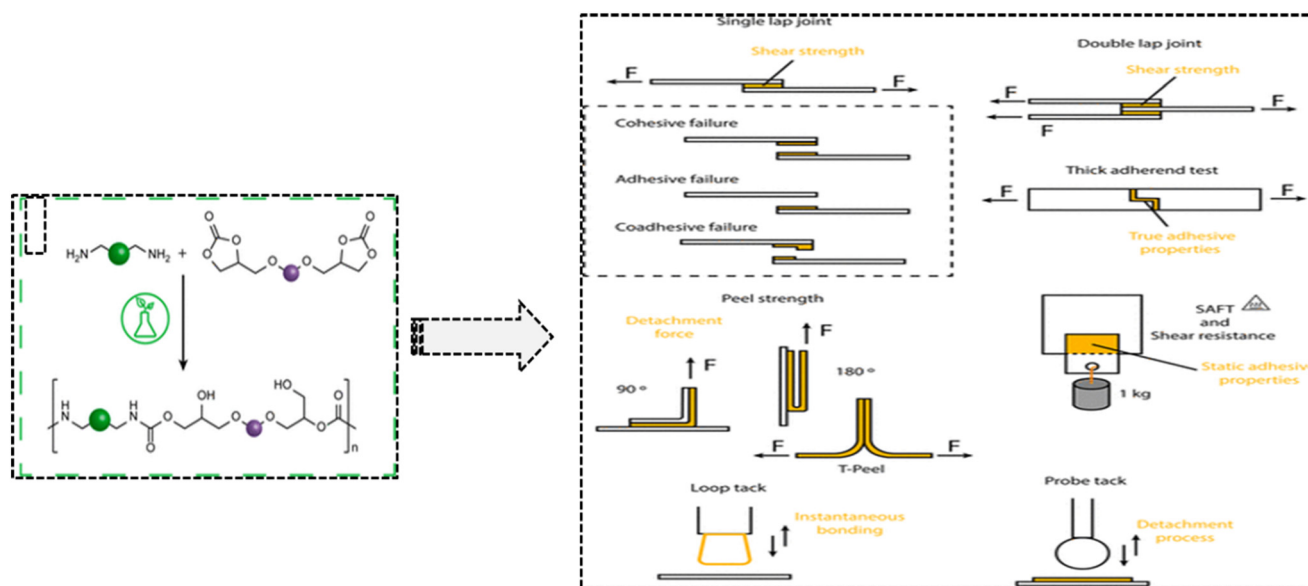 H₂N
NH₂
+
O
O
O
O
O
O
O
O
OH
HO
H
N
H
N
O
O
O
O
O
O
n
Single lap joint
Shear strength
F
F
Cohesive failure
Adhesive failure
Coadhesive failure
Double lap joint
Shear strength
F
F
F
Thick adherend test
F
F
True adhesive
properties
Peel strength
Detachment
force
F
90 º
F
180 º
F
F
T-Peel
SAFT
and
Shear resistance
Static adhesive
properties
1 kg
Loop tack
Instantaneous
bonding
Probe tack
Detachment
process